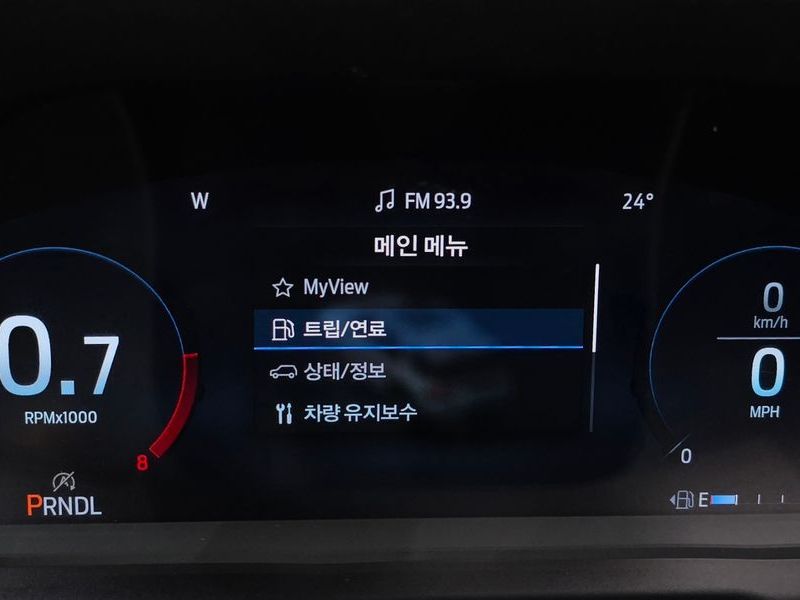 W
FM 93.9
24°
메인 메뉴
MyView
트립/연료
상태/정보
차량 유지보수
0.7
RPMx1000
8
PRNDL
0
km/h
0
MPH
0
E